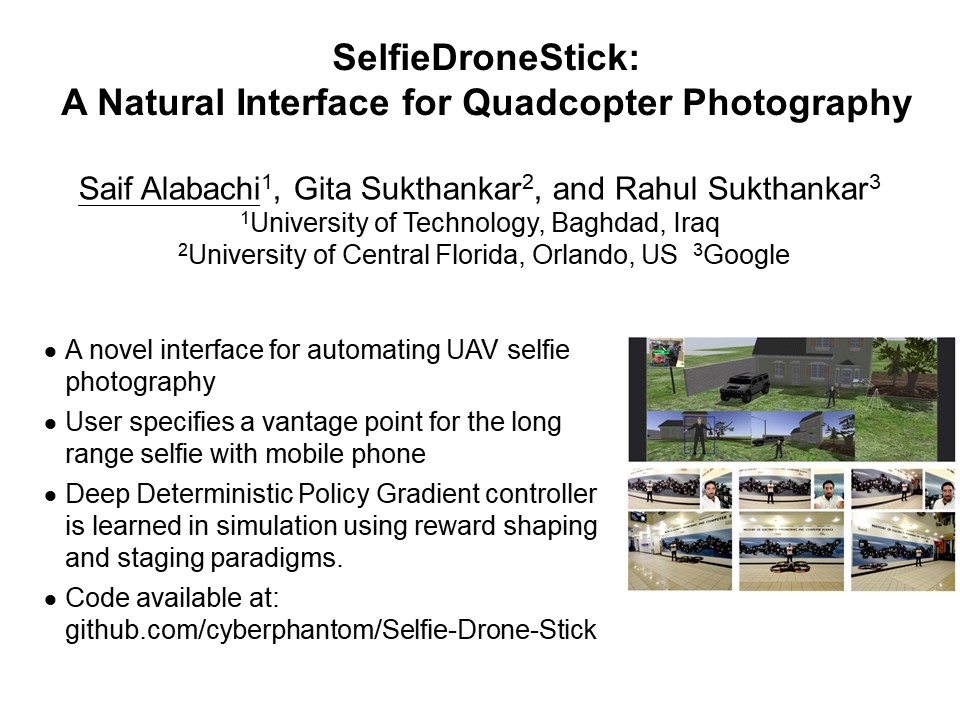 SelfieDroneStick:
A Natural Interface for Quadcopter Photography
Saif Alabachi¹, Gita Sukthankar², and Rahul Sukthankar³
¹University of Technology, Baghdad, Iraq
²University of Central Florida, Orlando, US ³Google
● A novel interface for automating UAV selfie
photography
● User specifies a vantage point for the long
range selfie with mobile phone
● Deep Deterministic Policy Gradient controller
is learned in simulation using reward shaping
and staging paradigms.
● Code available at:
github.com/cyberphantom/Selfie-Drone-Stick